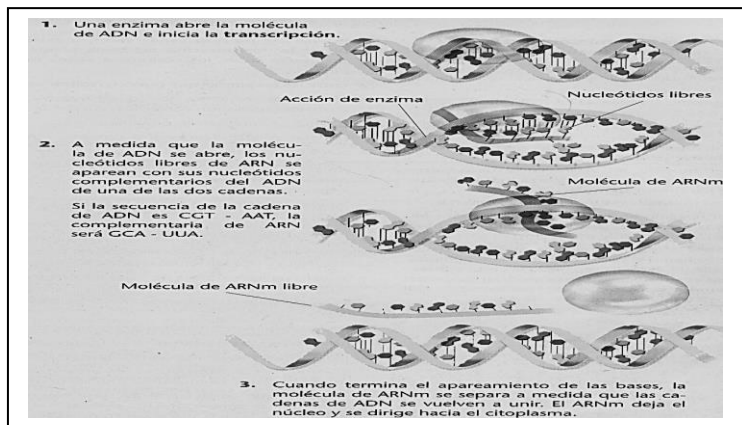 1. Una enzima abre la molécula
de ADN e inicia la transcripción.
Acción de enzima
Nucleótidos libres
2. A medida que la molécu-
la de ADN se abre, los nu-
cleótidos libres de ARN se
aparean con sus nucleótidos
complementarios del ADN
de una de las dos cadenas.
Si la secuencia de la cadena
de ADN es CGT - AAT, la
complementaria de ARN
será GCA - UUA.
Molécula de ARNm
Molécula de ARNm libre
3. Cuando termina el apareamiento de las bases, la
molécula de ARNm se separa a medida que las ca-
denas de ADN se vuelven a unir. El ARNm deja el
núcleo y se dirige hacia el citoplasma.